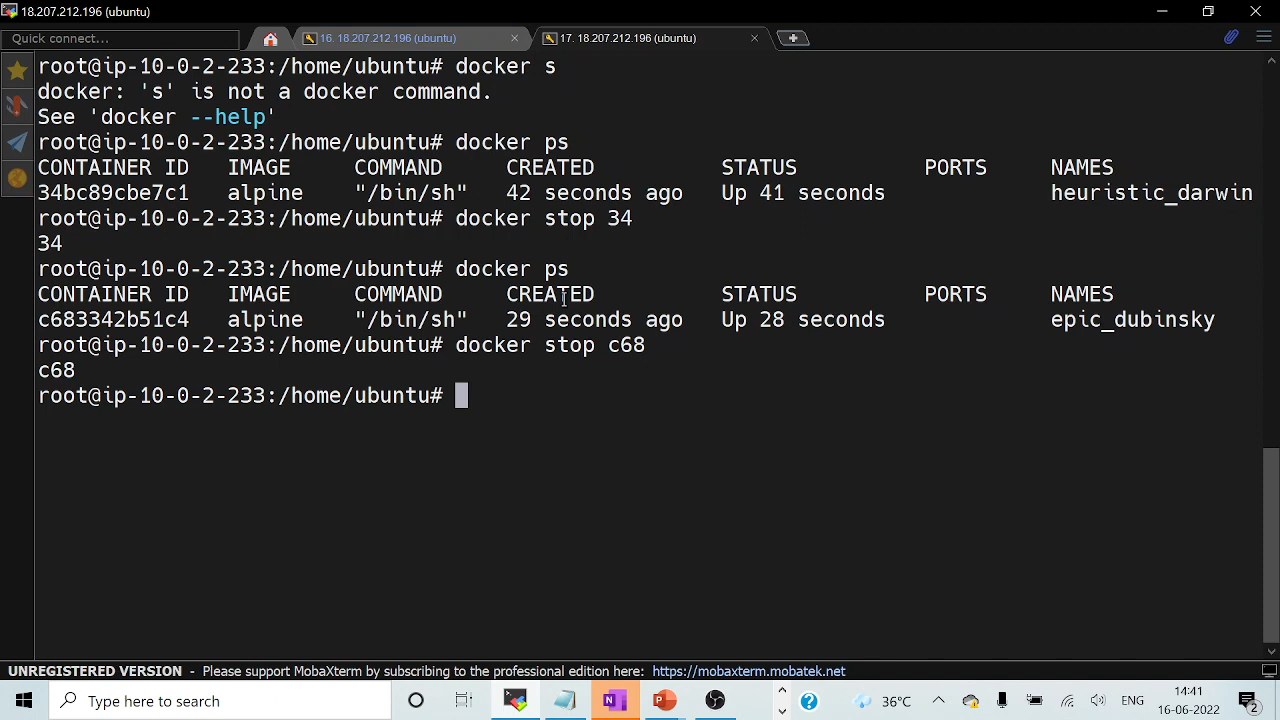 18.207.212.196 (ubuntu)
Quick connect...
16. 18.207.212.196 (ubuntu)
17. 18.207.212.196 (ubuntu)
root@ip-10-0-2-233:/home/ubuntu# docker s
docker: 's' is not a docker command.
See 'docker --help'
root@ip-10-0-2-233:/home/ubuntu# docker ps
CONTAINER ID   IMAGE     COMMAND     CREATED          STATUS          PORTS     NAMES
34bc89cbe7c1   alpine    "/bin/sh"   42 seconds ago   Up 41 seconds             heuristic_darwin
root@ip-10-0-2-233:/home/ubuntu# docker stop 34
34
root@ip-10-0-2-233:/home/ubuntu# docker ps
CONTAINER ID   IMAGE     COMMAND     CREATED          STATUS          PORTS     NAMES
c683342b51c4   alpine    "/bin/sh"   29 seconds ago   Up 28 seconds             epic_dubinsky
root@ip-10-0-2-233:/home/ubuntu# docker stop c68
c68
root@ip-10-0-2-233:/home/ubuntu#
UNREGISTERED VERSION - Please support MobaXterm by subscribing to the professional edition here: https://mobaxterm.mobatek.net
Type here to search
36°C
ENG
14:41
16-06-2022
2